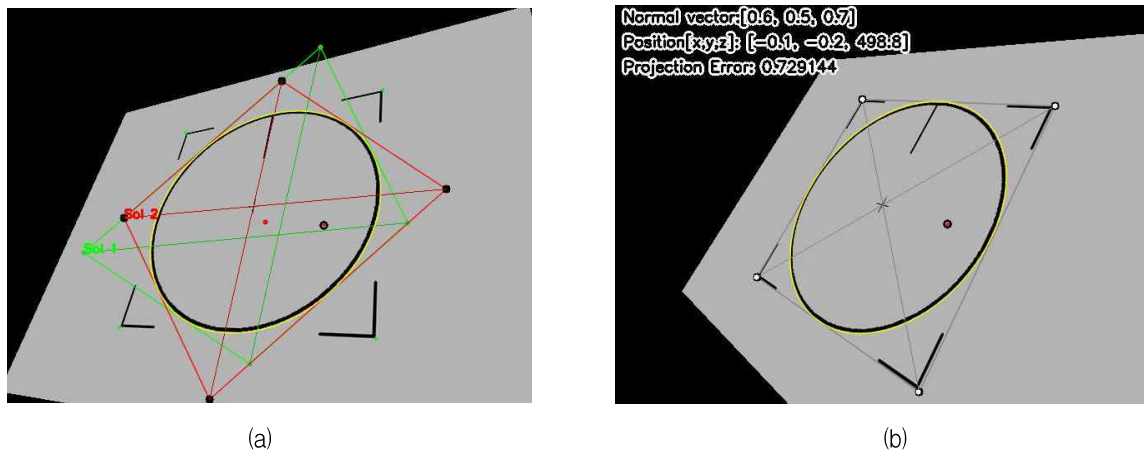 Normal vector:[0.6, 0.5, 0.7]
Position[x,y,z]: [-0.1, -0.2, 498.8]
Projection Error: 0.729144
Sol 2
Sol 1
(a)
(b)